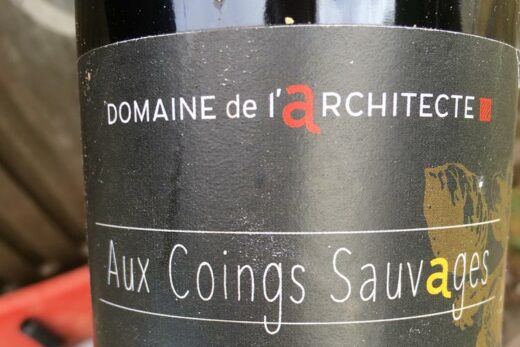 DOMAINE de l'aRCHITECTE
Aux Coings Sauvages